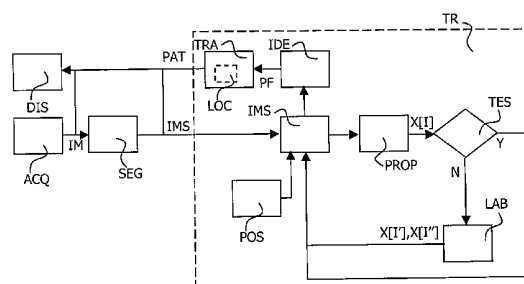 TR
PAT
TRA
IDE
PF
DIS
LOC
IMS
X[I]
TES
IM
IMS
Y
ACQ
SEG
PROP
N
POS
LAB
X[I'],X[I"]